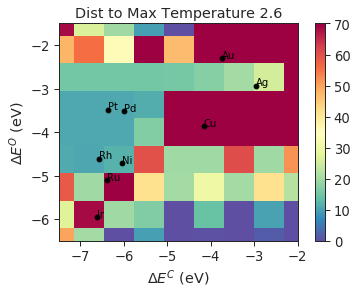 Dist to Max Temperature 2.6
ΔE^O (eV)
−2
−3
−4
−5
−6
Au
Ag
Pt
Pd
Cu
Rh
Ni
Ru
Ir
−7
−6
−5
−4
−3
−2
ΔE^C (eV)
70
60
50
40
30
20
10
0